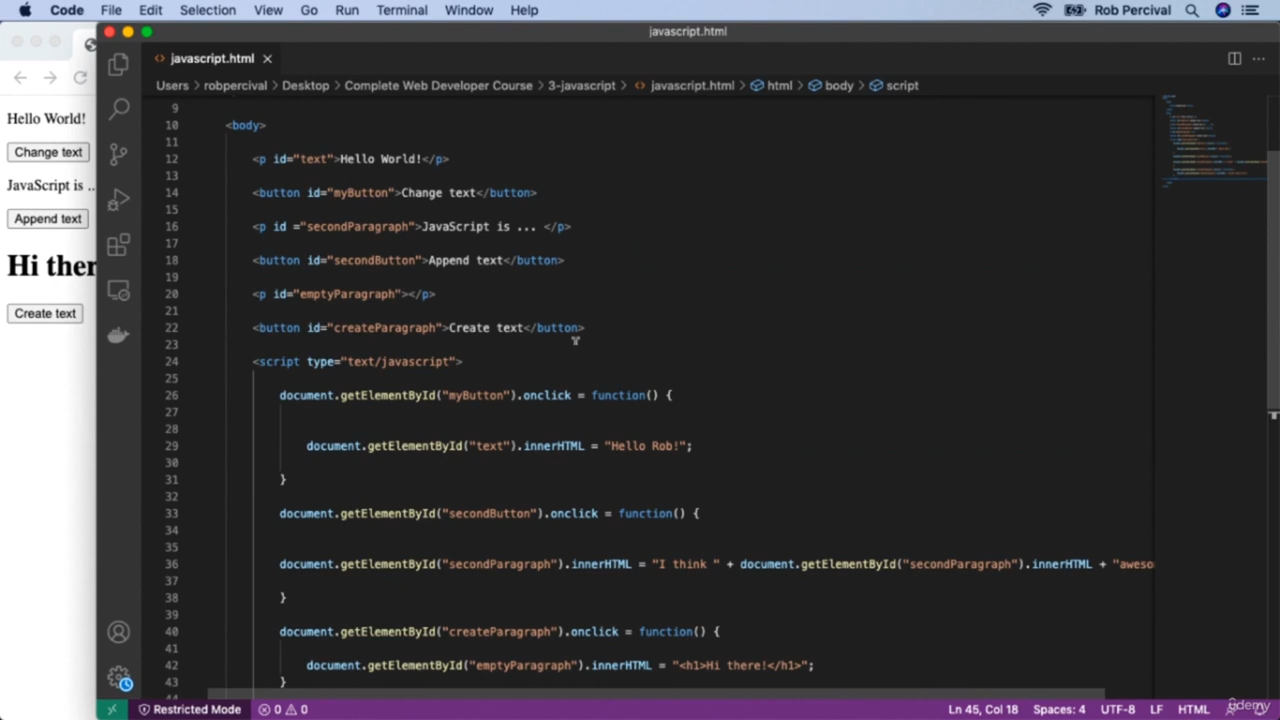 Code File Edit Selection View Go Run Terminal Window Help Rob Percival
javascript.html
javascript.html
Users > robpercival > Desktop > Complete Web Developer Course > 3-javascript > javascript.html > html > body > script
Hello World!
Change text
JavaScript is ..
Append text
Hi ther
Create text
9
10 <body>
11
12 <p id="text">Hello World!</p>
13
14 <button id="myButton">Change text</button>
15
16 <p id ="secondParagraph">JavaScript is ... </p>
17
18 <button id="secondButton">Append text</button>
19
20 <p id="emptyParagraph"></p>
21
22 <button id="createParagraph">Create text</button>
23
24 <script type="text/javascript">
25
26 document.getElementById("myButton").onclick = function() {
27
28
29 document.getElementById("text").innerHTML = "Hello Rob!";
30
31 }
32
33 document.getElementById("secondButton").onclick = function() {
34
35
36 document.getElementById("secondParagraph").innerHTML = "I think " + document.getElementById("secondParagraph").innerHTML + "aweso
37
38 }
39
40 document.getElementById("createParagraph").onclick = function() {
41
42 document.getElementById("emptyParagraph").innerHTML = "<h1>Hi there!</h1>";
43 }
44
Restricted Mode 0 0 Ln 45, Col 18 Spaces: 4 UTF-8 LF HTML
udemy